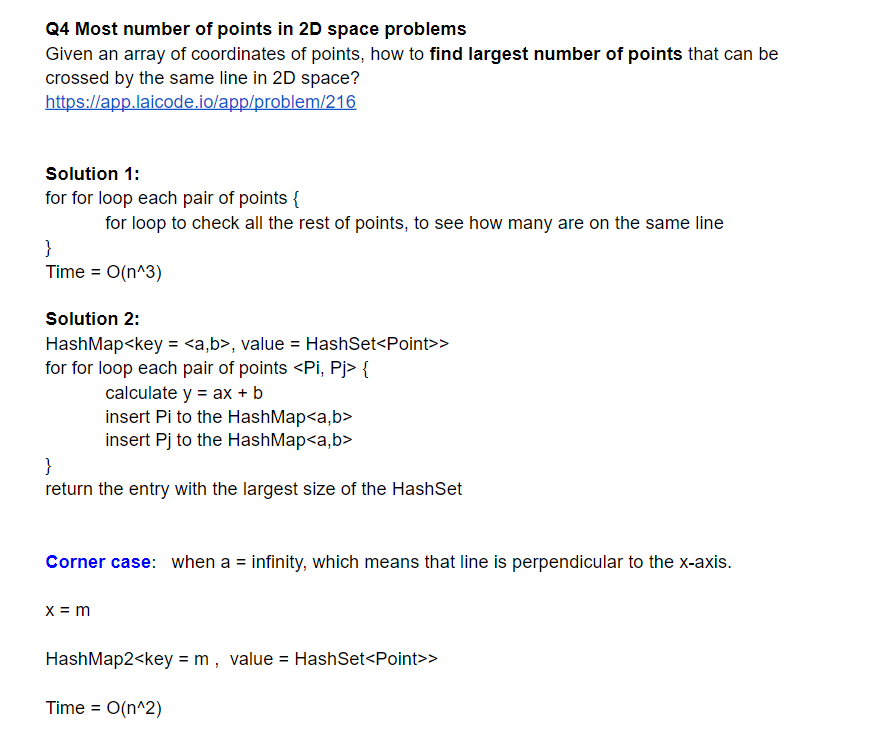 Q4 Most number of points in 2D space problems
Given an array of coordinates of points, how to find largest number of points that can be
crossed by the same line in 2D space?
https://app.laicode.io/app/problem/216
Solution 1:
for for loop each pair of points {
for loop to check all the rest of points, to see how many are on the same line
}
Time = O(n^3)
Solution 2:
HashMap<key = <a,b>, value = HashSet<Point>>
for for loop each pair of points <Pi, Pj> {
calculate y = ax + b
insert Pi to the HashMap<a,b>
insert Pj to the HashMap<a,b>
}
return the entry with the largest size of the HashSet
Corner case: when a = infinity, which means that line is perpendicular to the x-axis.
x = m
HashMap2<key = m , value = HashSet<Point>>
Time = O(n^2)